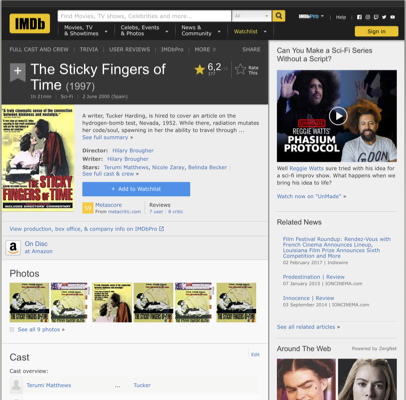 IMDb
Find Movies, TV shows, Celebrities and more...
All
IMDbPro
Help
Movies, TV & Showtimes
Celebs, Events & Photos
News & Community
Watchlist
Sign in
FULL CAST AND CREW | TRIVIA | USER REVIEWS | IMDbPro | MORE
SHARE
The Sticky Fingers of
Time (1997)
6,2
Rate This
1h 21min | Sci-Fi | 2 June 2000 (Spain)
THE STICKY
FINGERS
OF TIME
A writer, Tucker Harding, is hired to cover an article on the
hydrogen-bomb test, Nevada, 1952. While there, radiation mutates
her code/soul, spawning in her the ability to travel through ...
See full summary »
Director: Hilary Brougher
Writer: Hilary Brougher
Stars: Terumi Matthews, Nicole Zaray, Belinda Becker
See full cast & crew »
+ Add to Watchlist
Metascore
From metacritic.com
Reviews
7 user | 8 critic
View production, box office, & company info on IMDbPro
On Disc
at Amazon
Photos
See all 9 photos »
Cast
Edit
Cast overview:
Terumi Matthews ... Tucker
Can You Make a Sci-Fi Series
Without a Script?
REGGIE WATTS'
PHASIUM
PROTOCOL
Well Reggie Watts sure tried with his idea for
a sci-fi improv show. What happens when we
bring his idea to life?
Watch now on "UnMade" »
Related News
Film Festival Roundup: Rendez-Vous with
French Cinema Announces Lineup,
Louisiana Film Prize Announces Sixth
Competition and More
02 February 2017 | Indiewire
Predestination | Review
07 January 2015 | IONCINEMA.com
Innocence | Review
03 September 2014 | IONCINEMA.com
See all related articles »
Around The Web
Powered by ZergNet